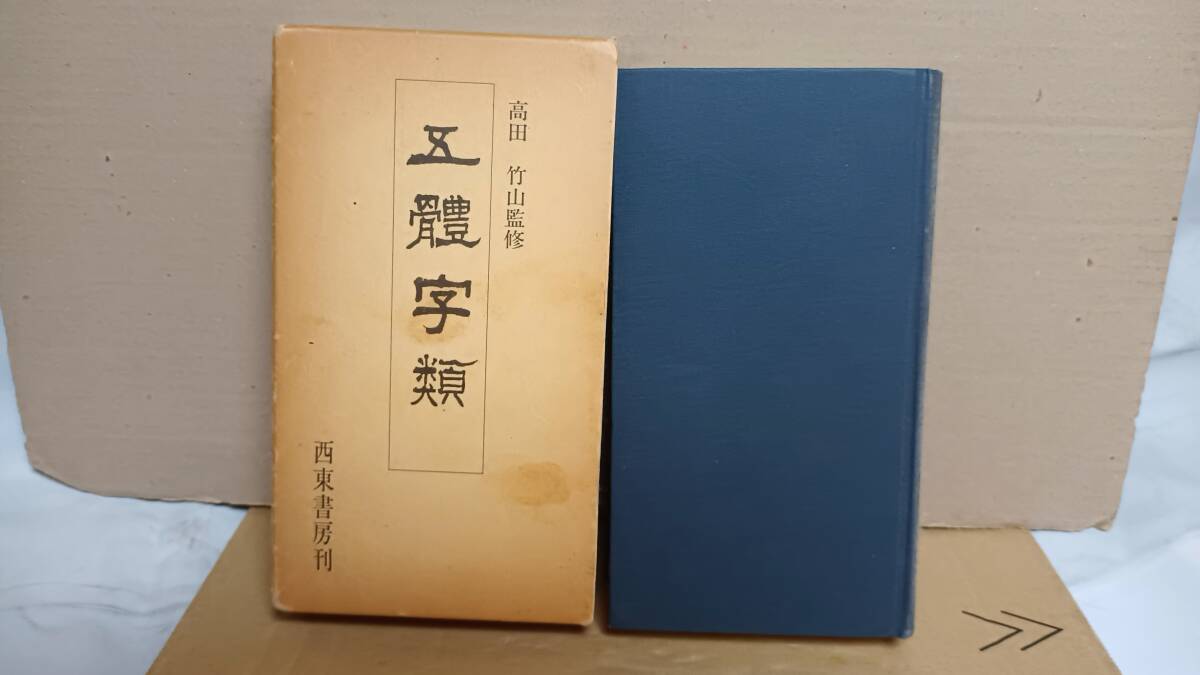 高田 竹山監修
五體字類
西東書房刊